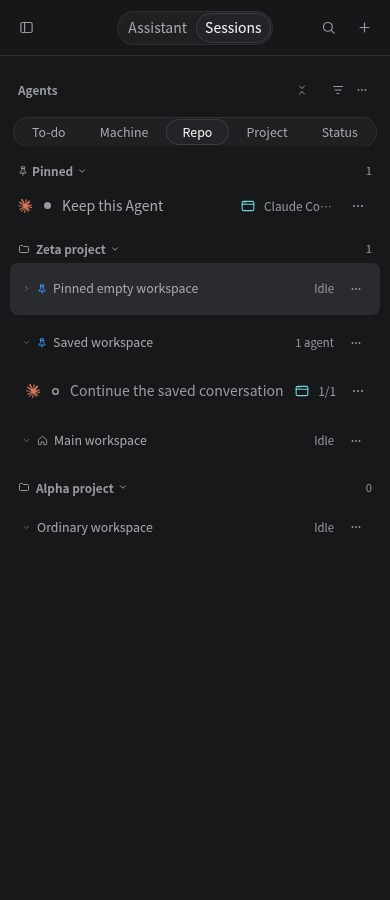 Assistant Sessions
Agents
To-do Machine Repo Project Status
Pinned 1
Keep this Agent Claude Co…
Zeta project 1
Pinned empty workspace Idle
Saved workspace 1 agent
Continue the saved conversation 1/1
Main workspace Idle
Alpha project 0
Ordinary workspace Idle